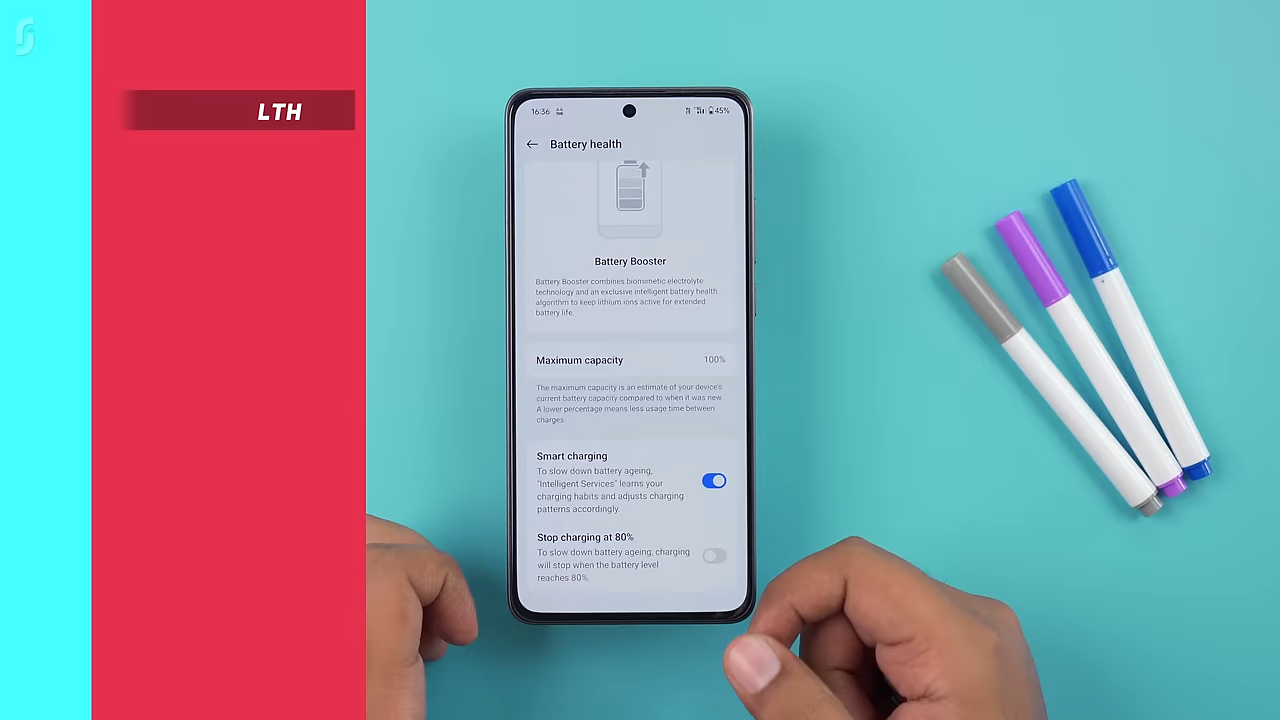 LTH
16:36
45%
Battery health
Battery Booster
Battery Booster combines biomimetic electrolyte
technology and an exclusive intelligent battery health
algorithm to keep lithium ions active for extended
battery life.
Maximum capacity 100%
The maximum capacity is an estimate of your device's
current battery capacity compared to when it was new.
A lower percentage means less usage time between
charges.
Smart charging
To slow down battery ageing,
"Intelligent Services" learns your
charging habits and adjusts charging
patterns accordingly.
Stop charging at 80%
To slow down battery ageing, charging
will stop when the battery level
reaches 80%.